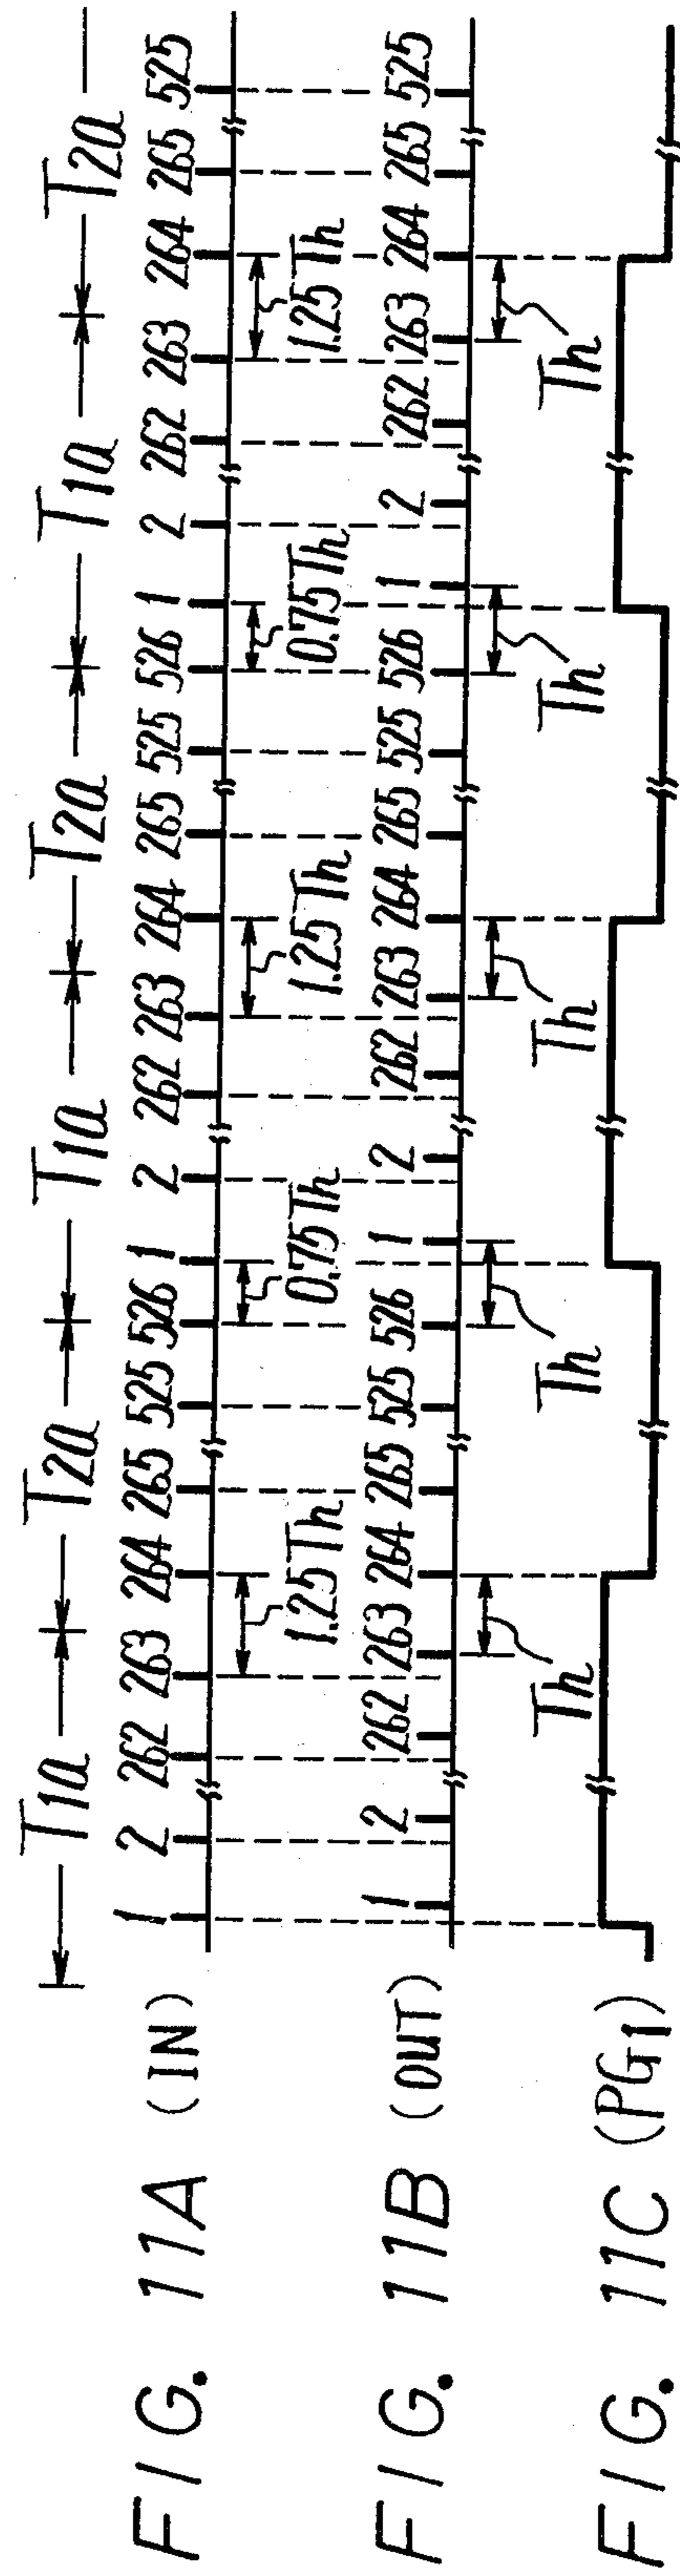 T1a T2a T1a T2a T1a T2a
FIG. 11A (IN) 1 2 262 263 264 265 525 526 1 2 262 263 264 265 525 526 1 2 262 263 264 265 525
1.25Th 0.75Th 1.25Th 0.75Th 1.25Th
FIG. 11B (OUT) 1 2 262 263 264 265 525 526 1 2 262 263 264 265 525 526 1 2 262 263 264 265 525
Th Th Th Th Th
FIG. 11C (PG1)